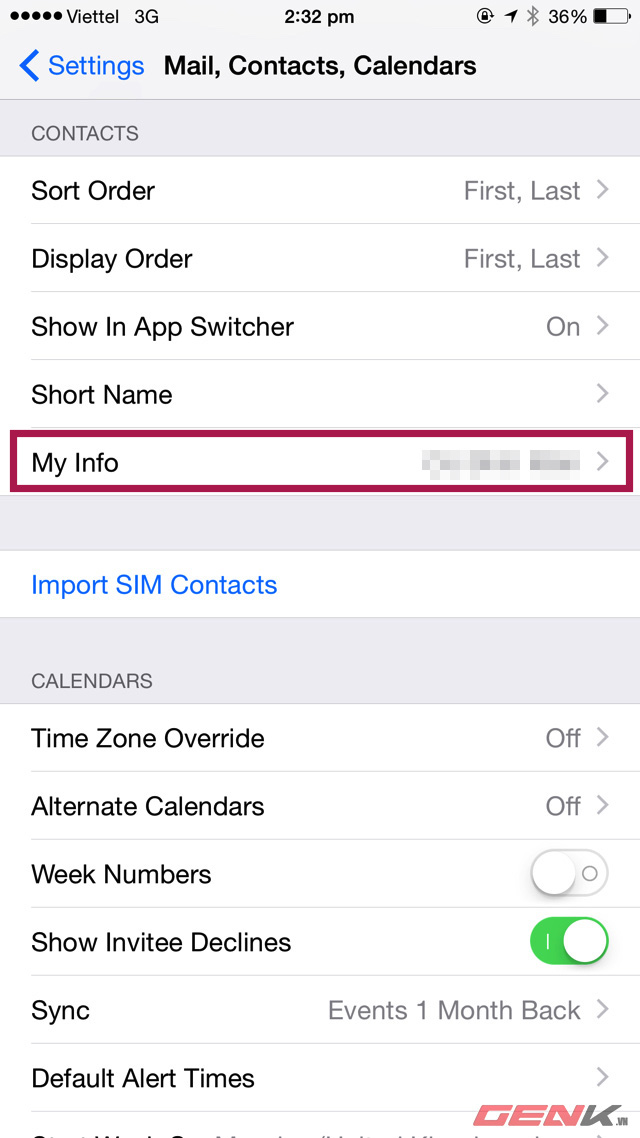 Viettel 3G 2:32 pm 36%
Settings Mail, Contacts, Calendars
CONTACTS
Sort Order First, Last
Display Order First, Last
Show In App Switcher On
Short Name
My Info
Import SIM Contacts
CALENDARS
Time Zone Override Off
Alternate Calendars Off
Week Numbers
Show Invitee Declines
Sync Events 1 Month Back
Default Alert Times
GENK.VN